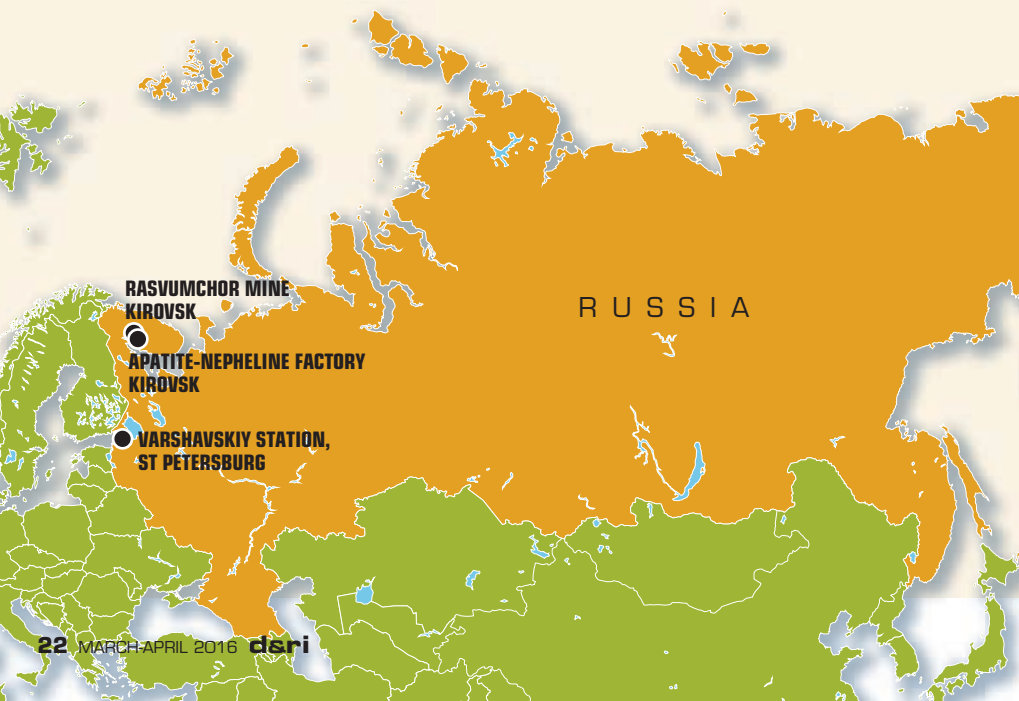 RASVUMCHOR MINE
KIROVSK
RUSSIA
APATITE-NEPHELINE FACTORY
KIROVSK
VARSHAVSKIY STATION,
ST PETERSBURG
22 MARCH-APRIL 2016 d&ri